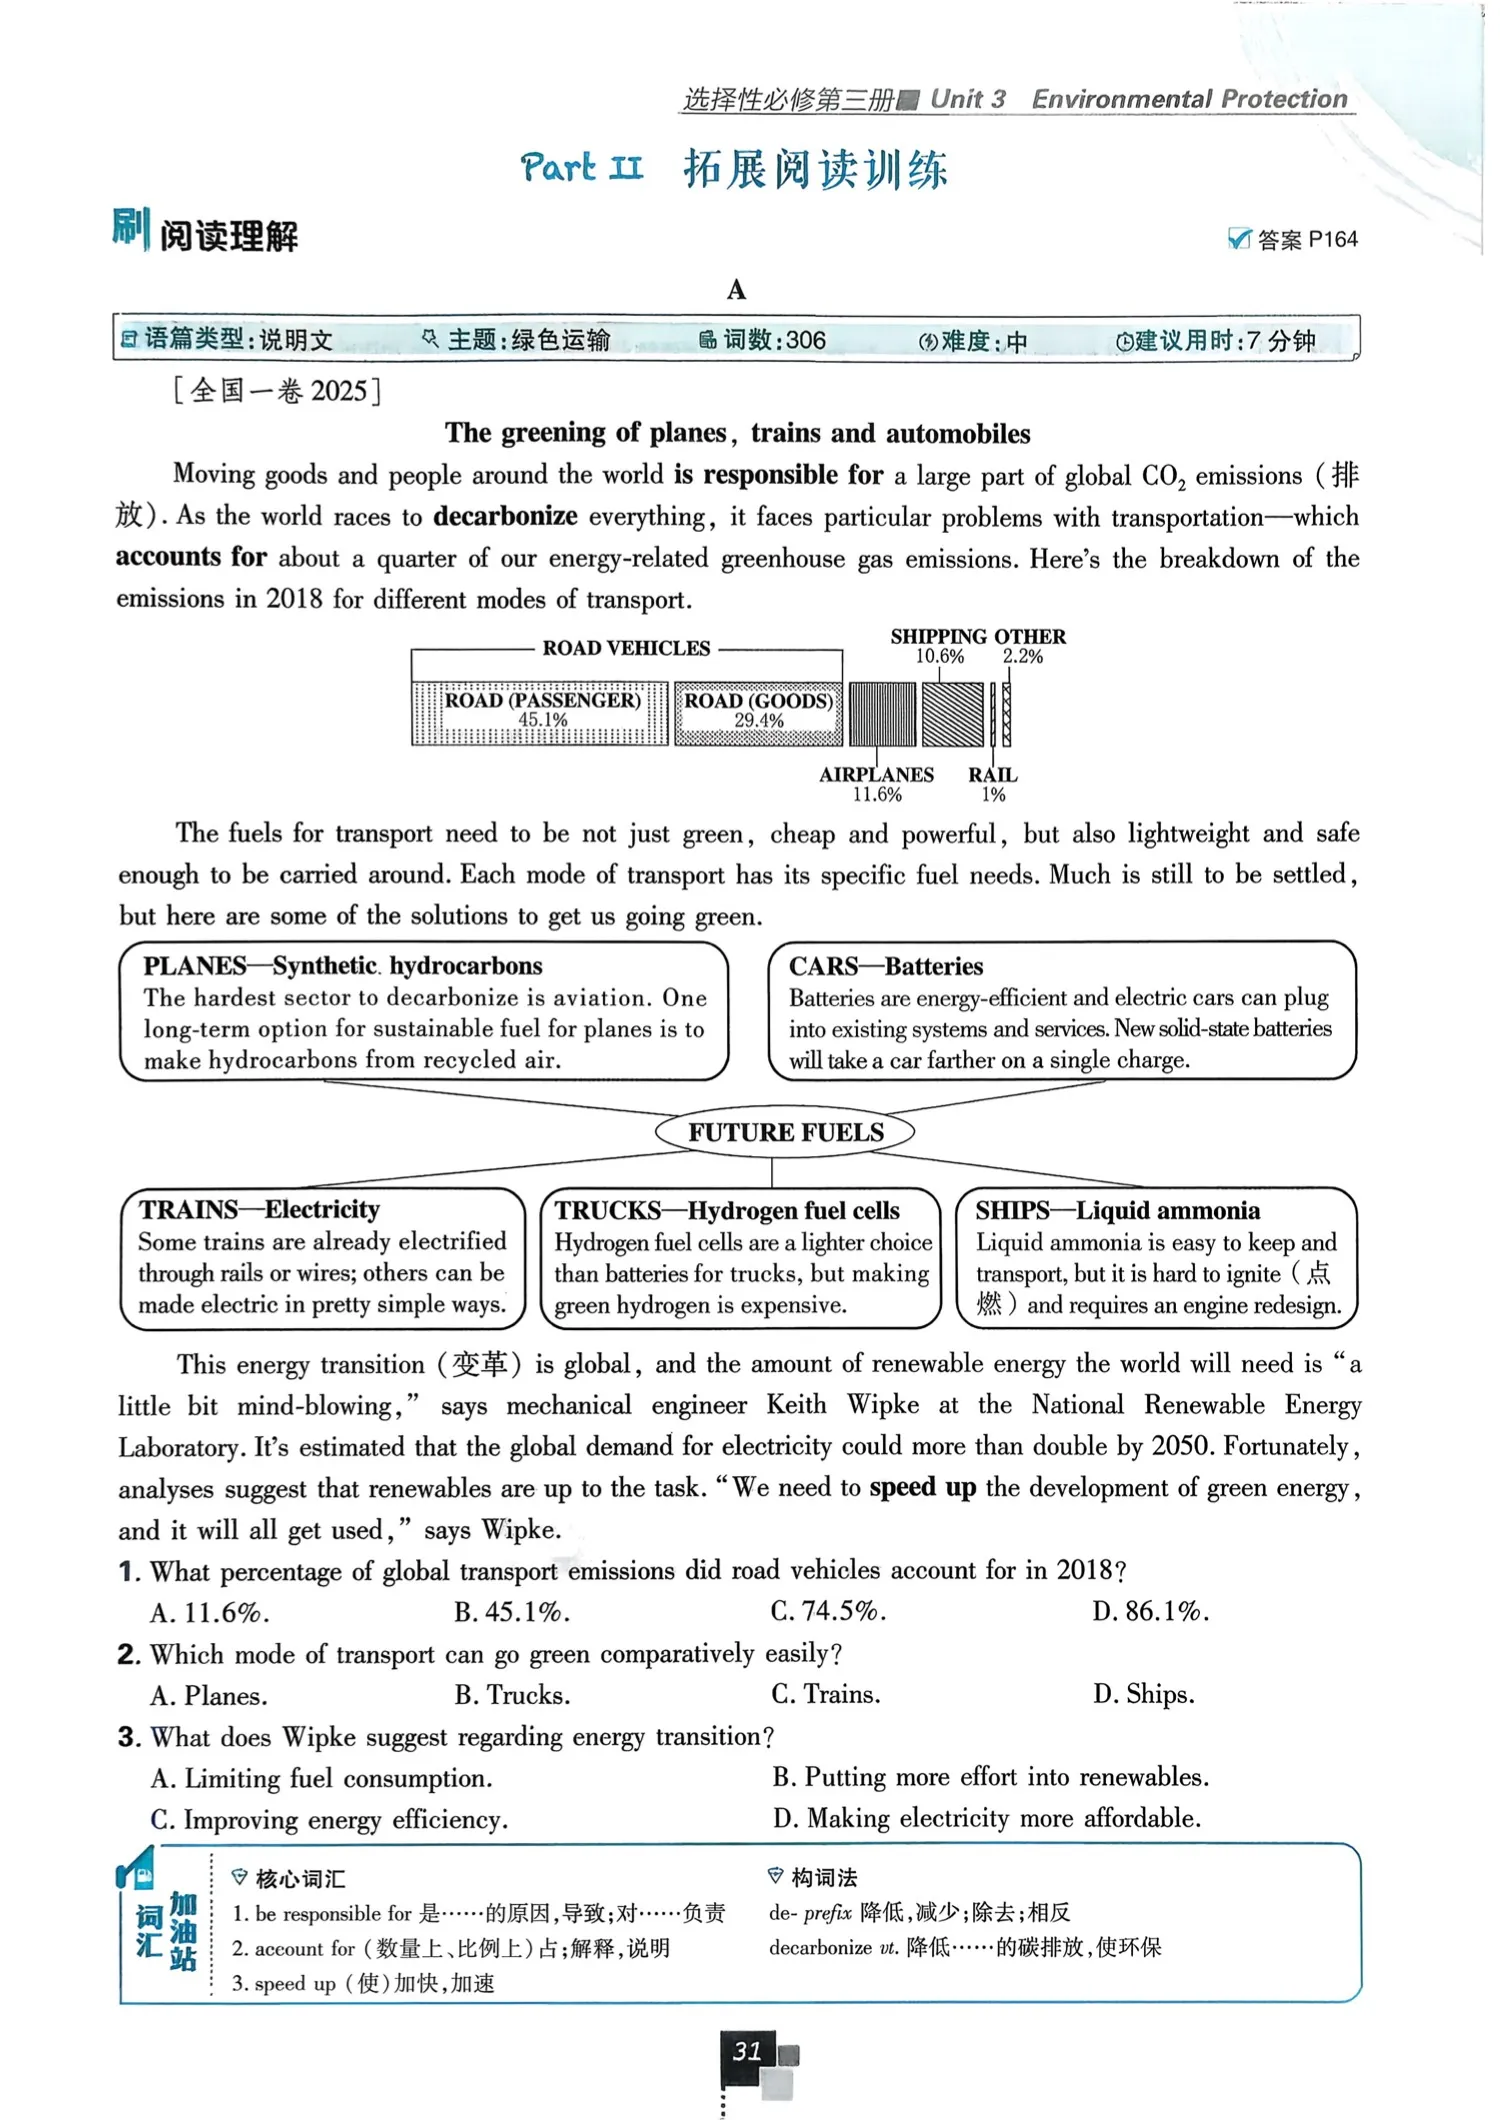 选择性必修第三册 Unit 3 Environmental Protection
Part II 拓展阅读训练
刷 阅读理解
答案 P164
A
语篇类型:说明文 主题:绿色运输 词数:306 难度:中 建议用时:7 分钟
[全国一卷 2025]
The greening of planes, trains and automobiles
Moving goods and people around the world is responsible for a large part of global CO₂ emissions (排
放). As the world races to decarbonize everything, it faces particular problems with transportation—which
accounts for about a quarter of our energy-related greenhouse gas emissions. Here's the breakdown of the
emissions in 2018 for different modes of transport.
SHIPPING OTHER
ROAD VEHICLES
10.6% 2.2%
ROAD (PASSENGER) ROAD (GOODS)
45.1% 29.4%
AIRPLANES RAIL
11.6% 1%
The fuels for transport need to be not just green, cheap and powerful, but also lightweight and safe
enough to be carried around. Each mode of transport has its specific fuel needs. Much is still to be settled,
but here are some of the solutions to get us going green.
PLANES—Synthetic. hydrocarbons
The hardest sector to decarbonize is aviation. One
long-term option for sustainable fuel for planes is to
make hydrocarbons from recycled air.
CARS—Batteries
Batteries are energy-efficient and electric cars can plug
into existing systems and services. New solid-state batteries
will take a car farther on a single charge.
FUTURE FUELS
TRAINS—Electricity
Some trains are already electrified
through rails or wires; others can be
made electric in pretty simple ways.
TRUCKS—Hydrogen fuel cells
Hydrogen fuel cells are a lighter choice
than batteries for trucks, but making
green hydrogen is expensive.
SHIPS—Liquid ammonia
Liquid ammonia is easy to keep and
transport, but it is hard to ignite (点
燃) and requires an engine redesign.
This energy transition (变革) is global, and the amount of renewable energy the world will need is “a
little bit mind-blowing,” says mechanical engineer Keith Wipke at the National Renewable Energy
Laboratory. It's estimated that the global demand for electricity could more than double by 2050. Fortunately,
analyses suggest that renewables are up to the task. “We need to speed up the development of green energy,
and it will all get used,” says Wipke.
1. What percentage of global transport emissions did road vehicles account for in 2018?
A. 11.6%. B. 45.1%. C. 74.5%. D. 86.1%.
2. Which mode of transport can go green comparatively easily?
A. Planes. B. Trucks. C. Trains. D. Ships.
3. What does Wipke suggest regarding energy transition?
A. Limiting fuel consumption. B. Putting more effort into renewables.
C. Improving energy efficiency. D. Making electricity more affordable.
词汇加油站
核心词汇 构词法
1. be responsible for 是……的原因,导致;对……负责 de- prefix 降低,减少;除去;相反
2. account for (数量上、比例上)占;解释,说明 decarbonize vt. 降低……的碳排放,使环保
3. speed up (使)加快,加速
31